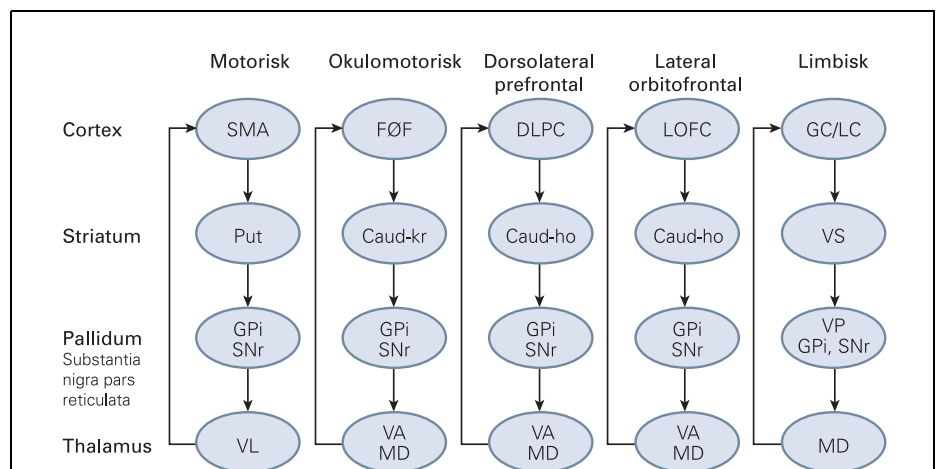 Motorisk Okulomotorisk Dorsolateral prefrontal Lateral orbitofrontal Limbisk
Cortex SMA FØF DLPC LOFC GC/LC
Striatum Put Caud-kr Caud-ho Caud-ho VS
Pallidum
Substantia
nigra pars
reticulata
GPi GPi GPi GPi VP
SNr SNr SNr SNr GPi, SNr
Thalamus VL VA MD VA MD VA MD MD